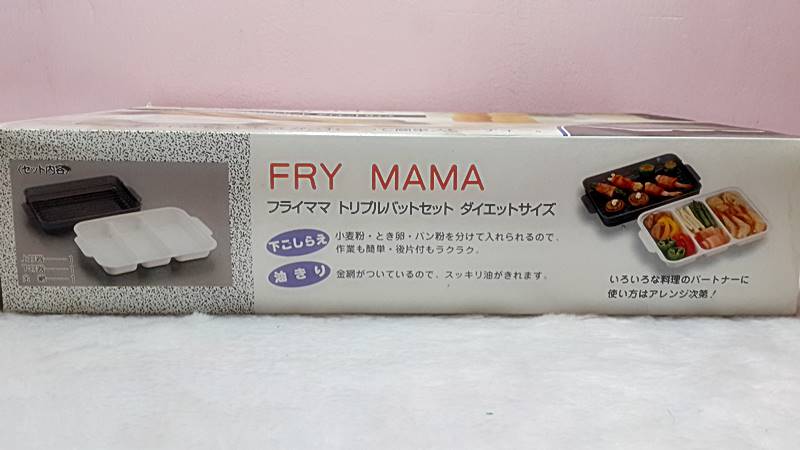 〈セット内容〉
FRY MAMA
フライママ トリプルバットセット ダイエットサイズ
下ごしらえ
小麦粉・とき卵・パン粉を分けて入れられるので、
作業も簡単・後片付もラクラク。
油きり
金網がついているので、スッキリ油がきれます。
いろいろな料理のパートナーに
使い方はアレンジ次第!